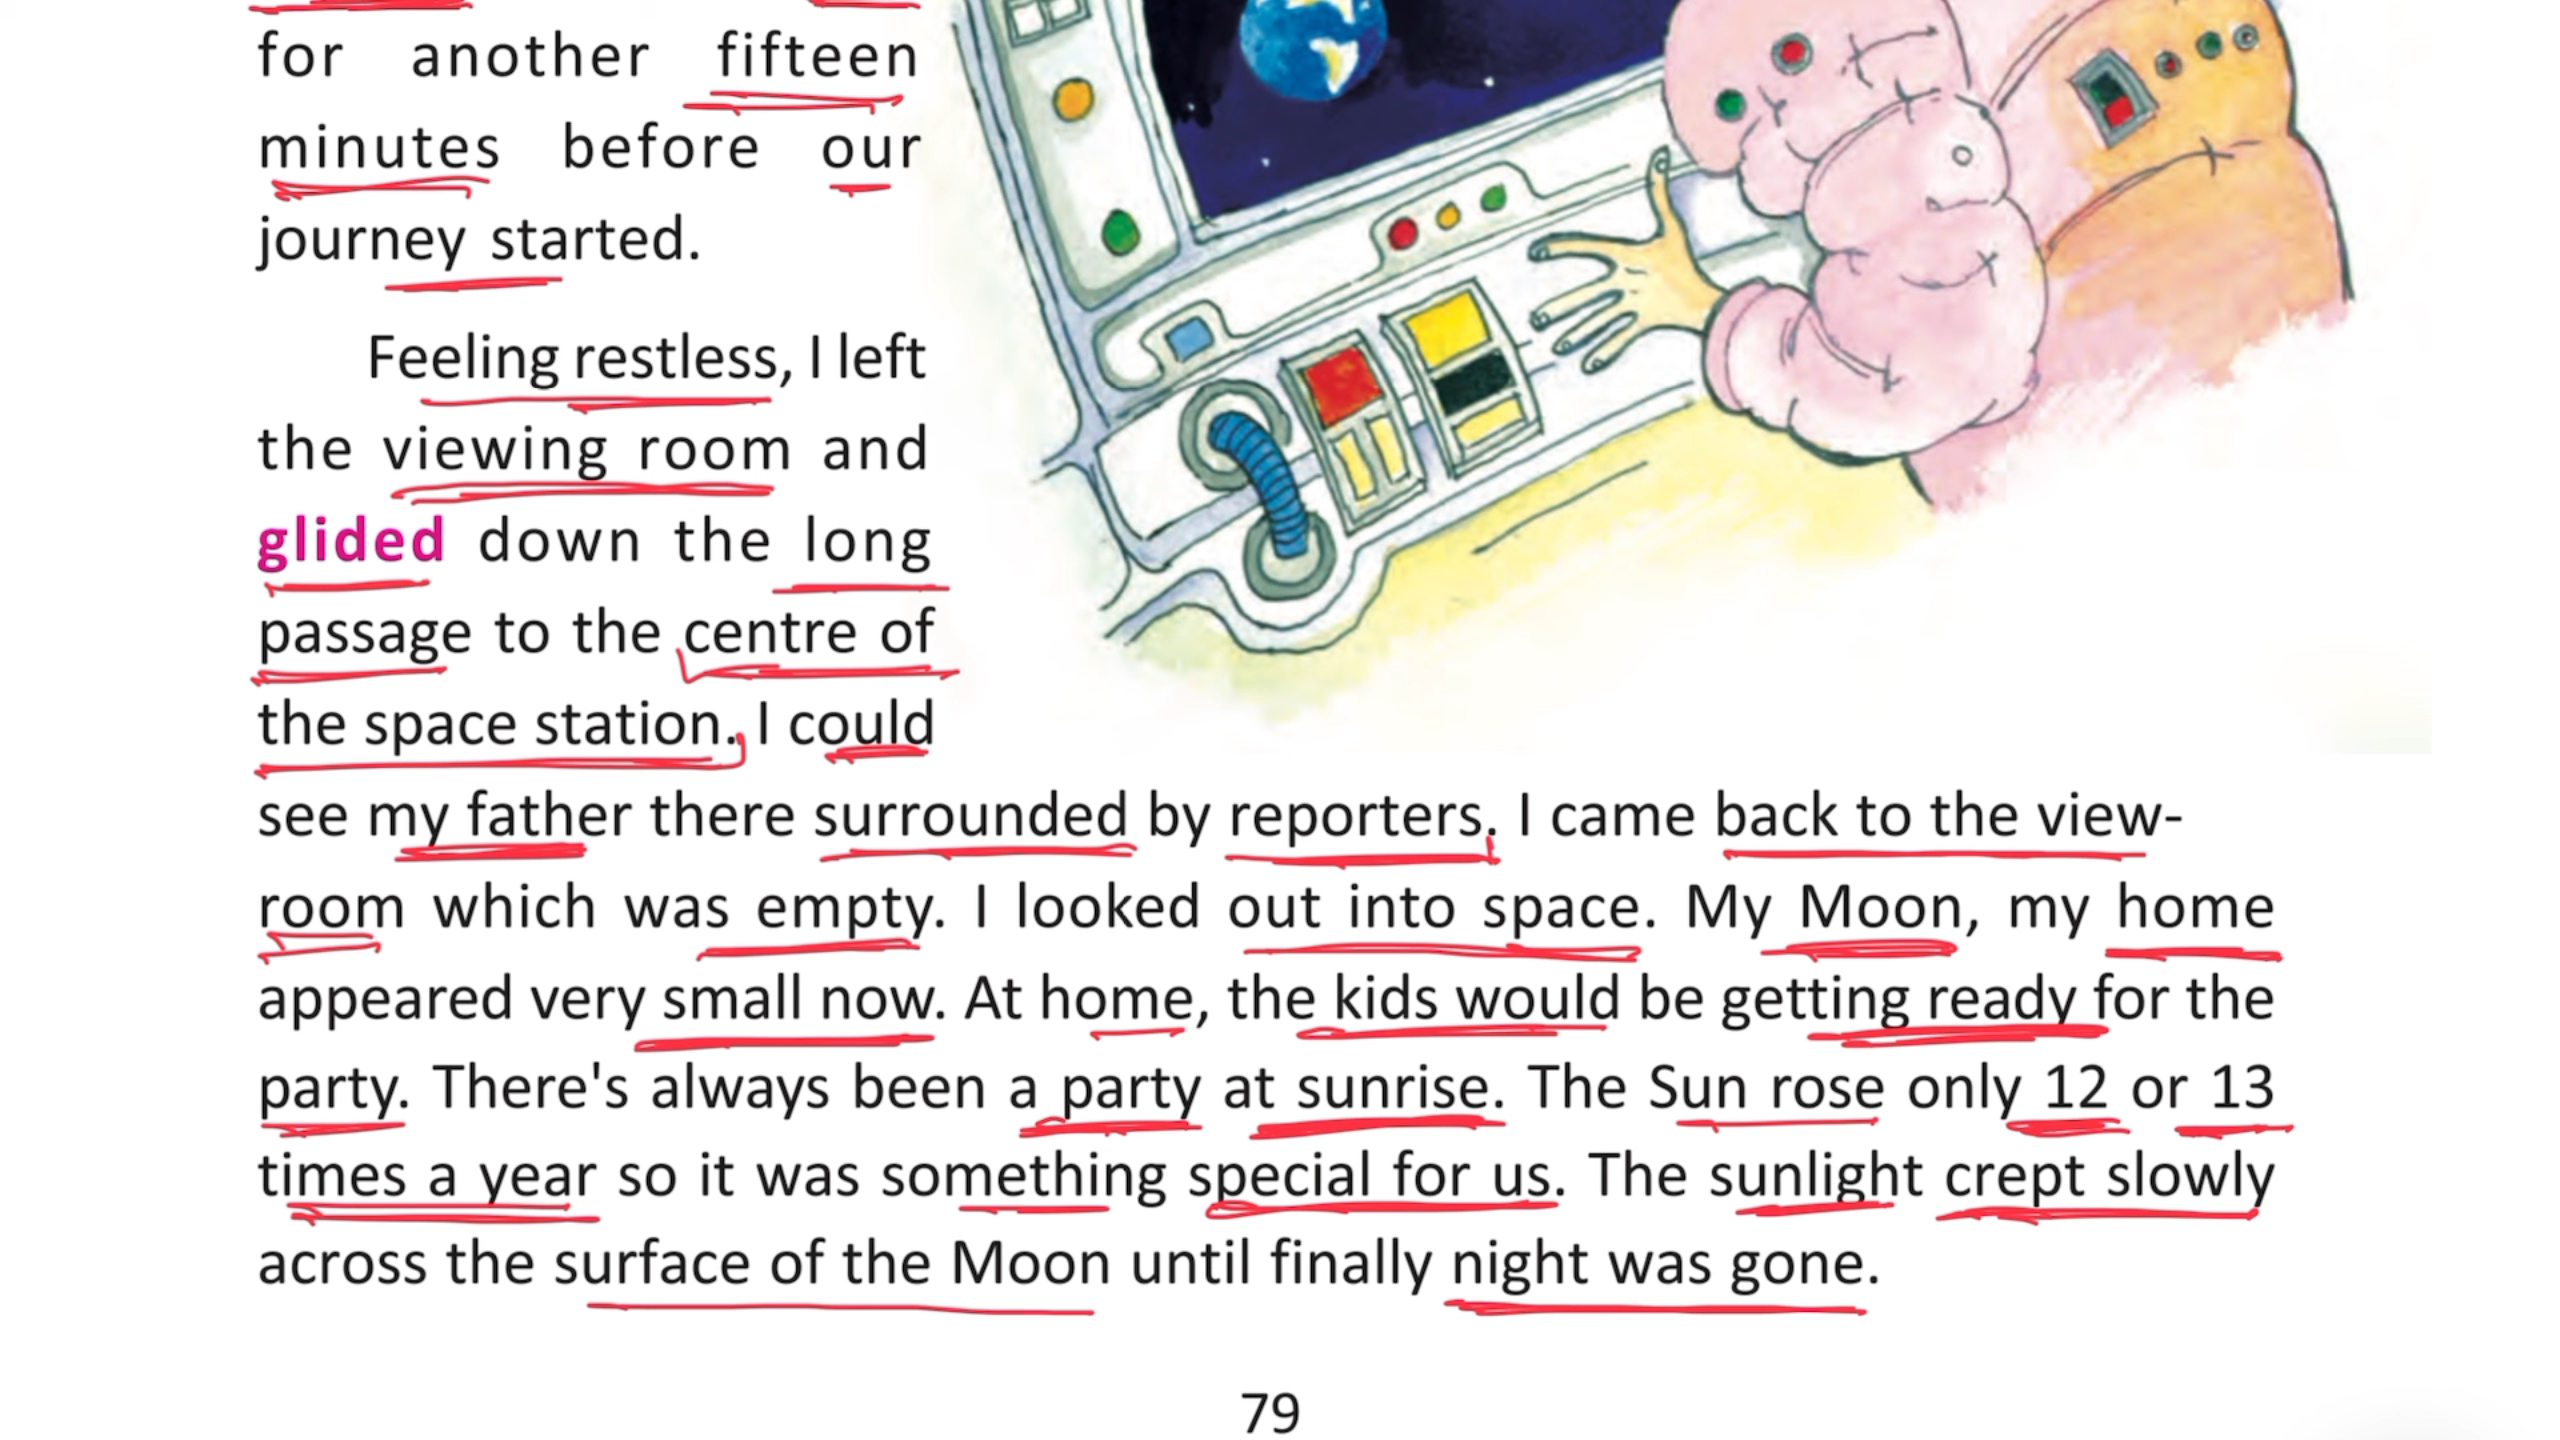 for another fifteen
minutes before our
journey started.
Feeling restless, I left
the viewing room and
glided down the long
passage to the centre of
the space station. I could
see my father there surrounded by reporters. I came back to the view-
room which was empty. I looked out into space. My Moon, my home
appeared very small now. At home, the kids would be getting ready for the
party. There's always been a party at sunrise. The Sun rose only 12 or 13
times a year so it was something special for us. The sunlight crept slowly
across the surface of the Moon until finally night was gone.
79